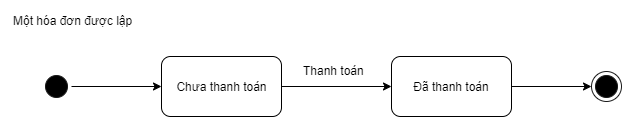 Một hóa đơn được lập
Thanh toán
Chưa thanh toán
Đã thanh toán